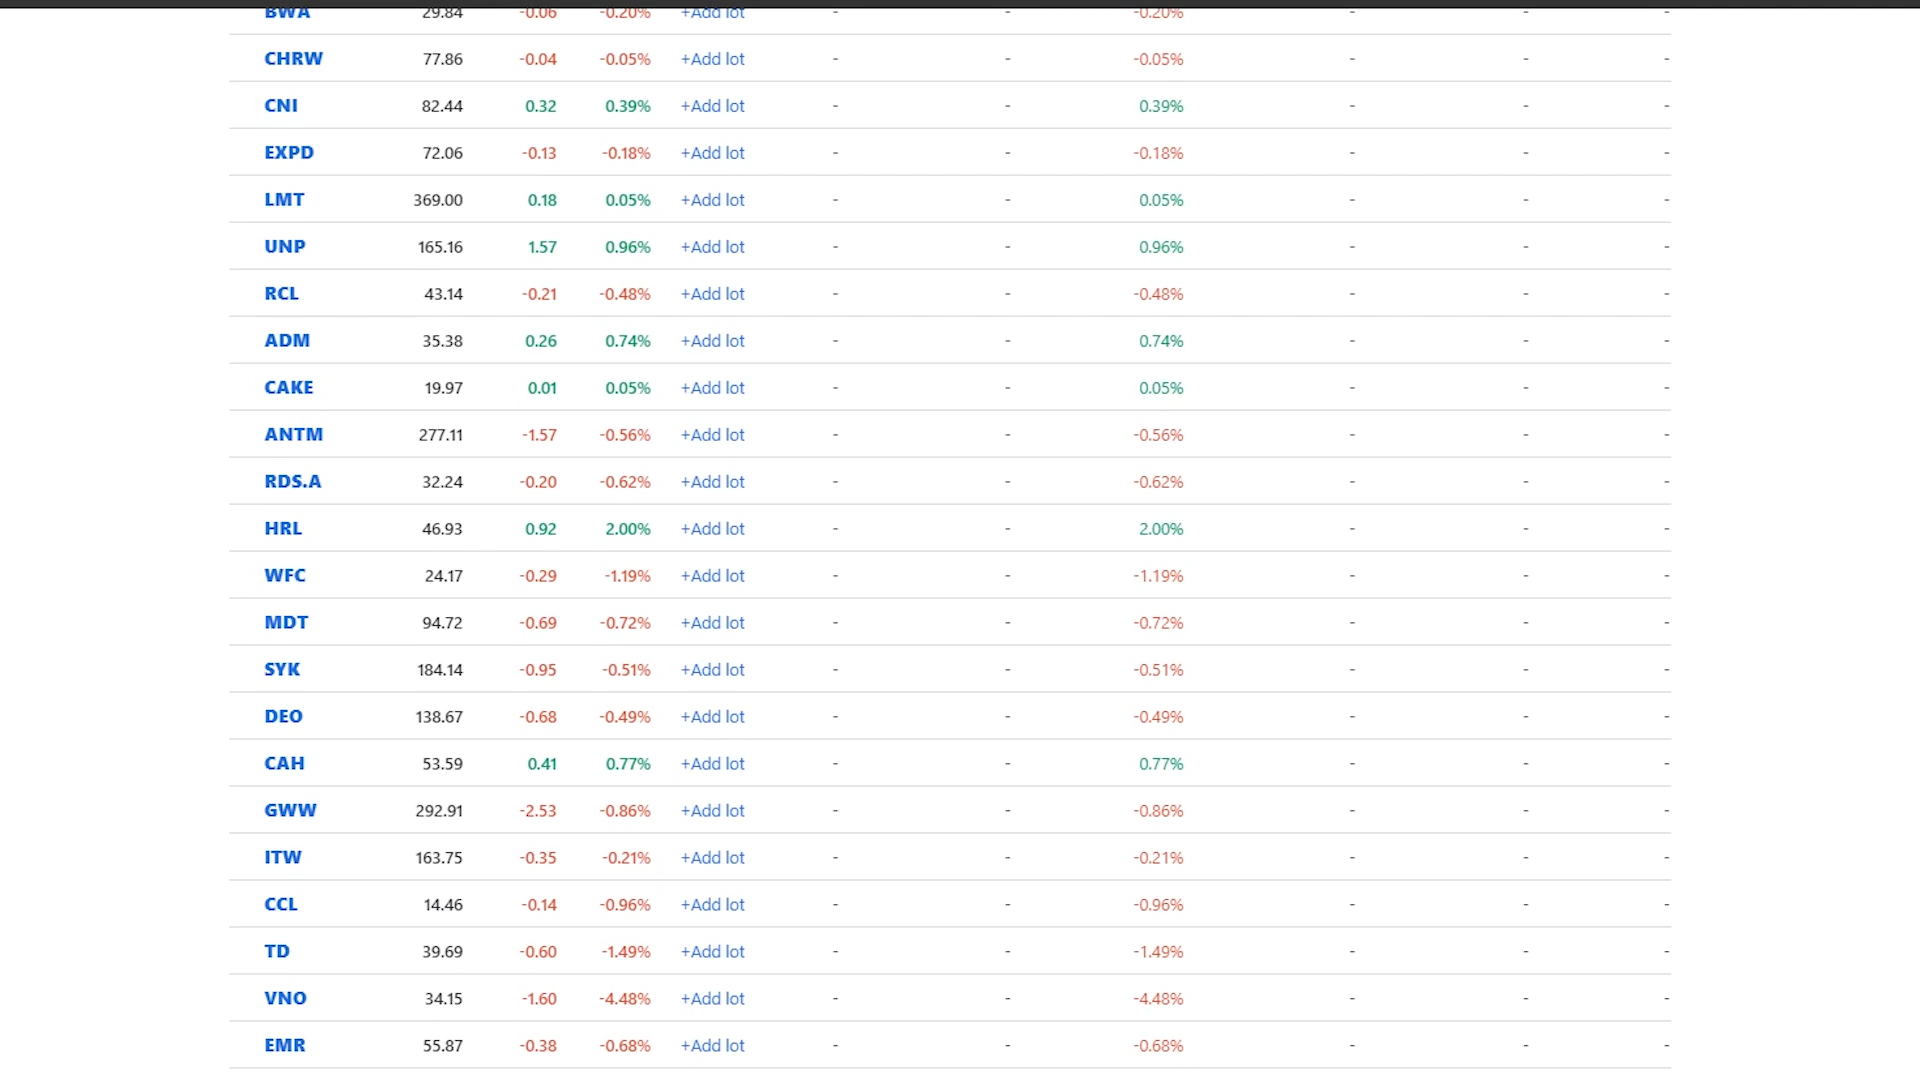 BWA 29.84 -0.06 -0.20% +Add lot - - -0.20% - - -
CHRW 77.86 -0.04 -0.05% +Add lot - - -0.05% - - -
CNI 82.44 0.32 0.39% +Add lot - - 0.39% - - -
EXPD 72.06 -0.13 -0.18% +Add lot - - -0.18% - - -
LMT 369.00 0.18 0.05% +Add lot - - 0.05% - - -
UNP 165.16 1.57 0.96% +Add lot - - 0.96% - - -
RCL 43.14 -0.21 -0.48% +Add lot - - -0.48% - - -
ADM 35.38 0.26 0.74% +Add lot - - 0.74% - - -
CAKE 19.97 0.01 0.05% +Add lot - - 0.05% - - -
ANTM 277.11 -1.57 -0.56% +Add lot - - -0.56% - - -
RDS.A 32.24 -0.20 -0.62% +Add lot - - -0.62% - - -
HRL 46.93 0.92 2.00% +Add lot - - 2.00% - - -
WFC 24.17 -0.29 -1.19% +Add lot - - -1.19% - - -
MDT 94.72 -0.69 -0.72% +Add lot - - -0.72% - - -
SYK 184.14 -0.95 -0.51% +Add lot - - -0.51% - - -
DEO 138.67 -0.68 -0.49% +Add lot - - -0.49% - - -
CAH 53.59 0.41 0.77% +Add lot - - 0.77% - - -
GWW 292.91 -2.53 -0.86% +Add lot - - -0.86% - - -
ITW 163.75 -0.35 -0.21% +Add lot - - -0.21% - - -
CCL 14.46 -0.14 -0.96% +Add lot - - -0.96% - - -
TD 39.69 -0.60 -1.49% +Add lot - - -1.49% - - -
VNO 34.15 -1.60 -4.48% +Add lot - - -4.48% - - -
EMR 55.87 -0.38 -0.68% +Add lot - - -0.68% - - -